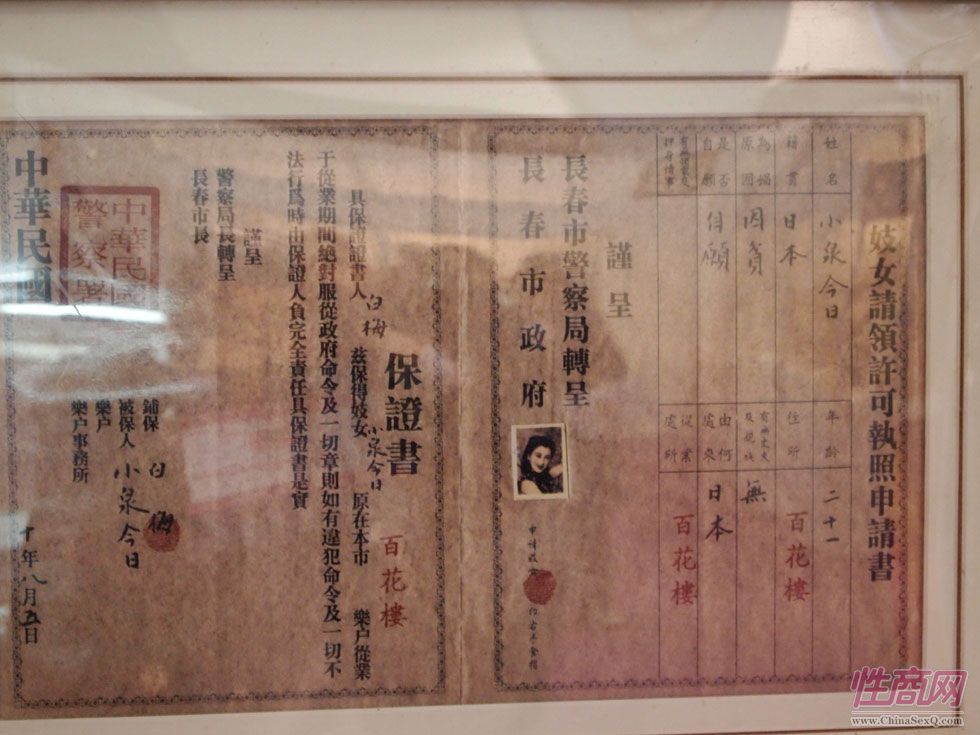 妓女請領許可執照申請書
姓名 小泉今日 年齡 二十一
籍貫 日本 住所 百花樓
為娼原因 因貧 有無丈夫及親族 無
是否自願 自願 由何處來 日本
從業處所 百花樓
謹呈
長春市警察局轉呈
長春市政府
保證書
百花樓
具保證書人 白梅 茲保得妓女 小泉今日 原在本市 樂户從業
于從業期間絶對服從政府命令及一切章則如有違犯命令及一切不
法行爲時由保證人負完全責任具保證書是實
謹呈
警察局長轉呈
長春市長
鋪保 白梅
被保人 小泉今日
樂户
樂户事務所
中華民國
十年八月五日
中華民國
警察署
性商网
www.ChinaSexQ.com